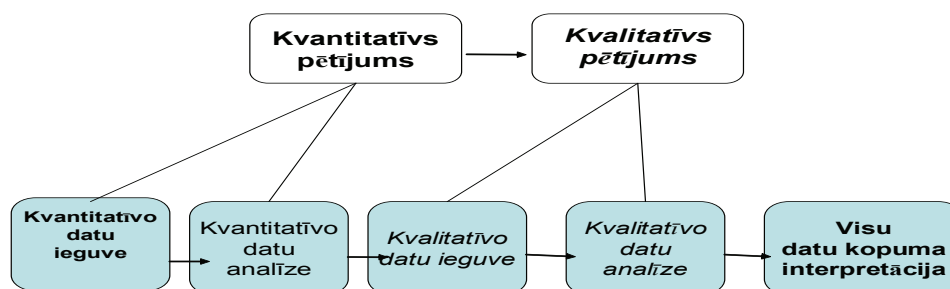 Kvantitatīvs
pētījums
Kvalitatīvs
pētījums
Kvantitatīvo
datu
ieguve
Kvantitatīvo
datu
analīze
Kvalitatīvo
datu ieguve
Kvalitatīvo
datu
analīze
Visu
datu kopuma
interpretācija